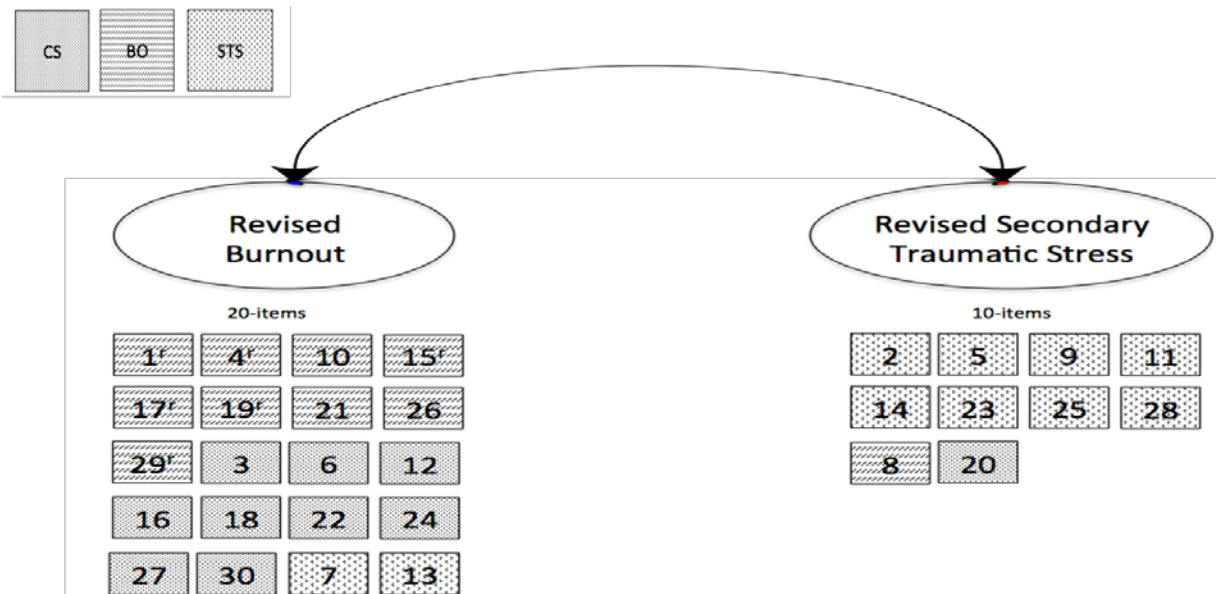 CS BO STS
Revised
Burnout
Revised Secondary
Traumatic Stress
20-items
10-items
1ʳ 4ʳ 10 15ʳ
17ʳ 19ʳ 21 26
29ʳ 3 6 12
16 18 22 24
27 30 7 13
2 5 9 11
14 23 25 28
8 20